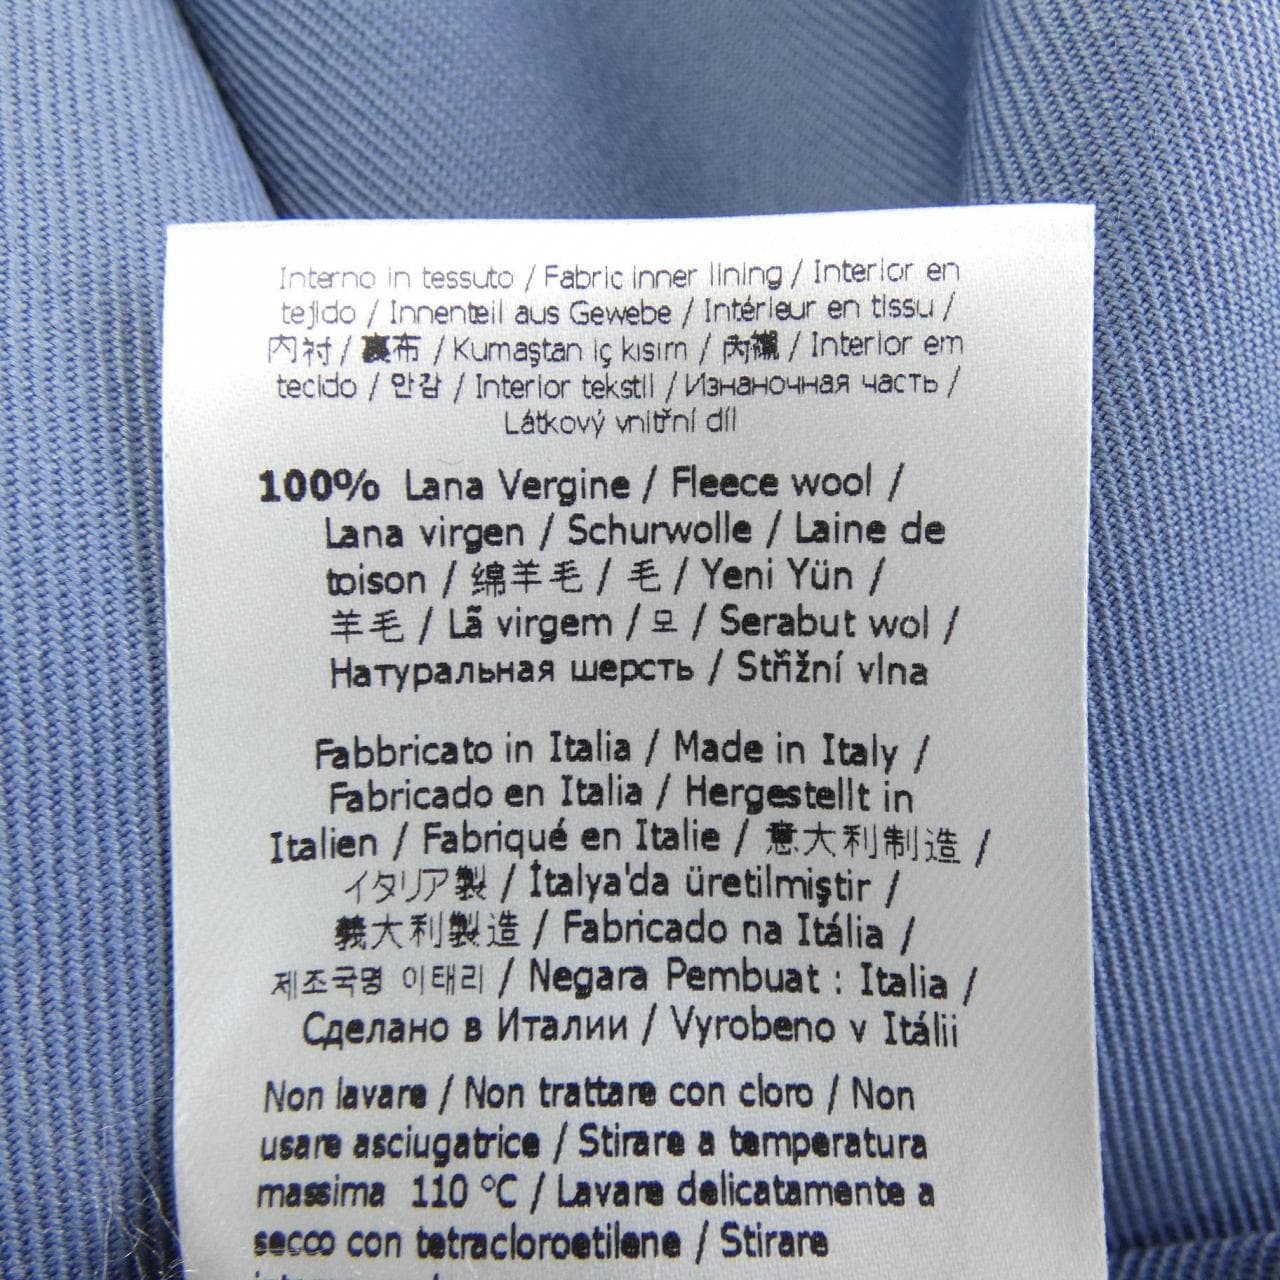 Interno in tessuto / Fabric inner lining / Interior en
tejido / Innenteil aus Gewebe / Intérieur en tissu /
内衬 / 裏布 / Kumaştan iç kısım / 內襯 / Interior em
tecido / 안감 / Interior tekstil / Изнаночная часть /
Látkový vnitřní díl
100% Lana Vergine / Fleece wool /
Lana virgen / Schurwolle / Laine de
toison / 绵羊毛 / 毛 / Yeni Yün /
羊毛 / Lã virgem / 모 / Serabut wol /
Натуральная шерсть / Střižní vlna
Fabbricato in Italia / Made in Italy /
Fabricado en Italia / Hergestellt in
Italien / Fabriqué en Italie / 意大利制造 /
イタリア製 / İtalya'da üretilmiştir /
義大利製造 / Fabricado na Itália /
제조국명 이태리 / Negara Pembuat : Italia /
Сделано в Италии / Vyrobeno v Itálii
Non lavare / Non trattare con cloro / Non
usare asciugatrice / Stirare a temperatura
massima 110 °C / Lavare delicatamente a
secco con tetracloroetilene / Stirare